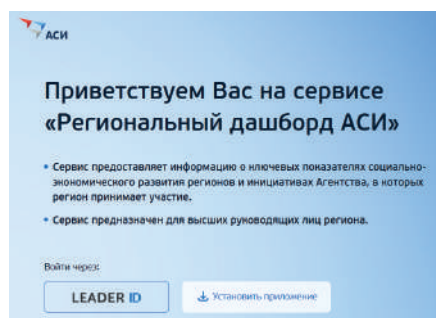 АСИ
Приветствуем Вас на сервисе
«Региональный дашборд АСИ»
• Сервис предоставляет информацию о ключевых показателях социально-
экономического развития регионов и инициативах Агентства, в которых
регион принимает участие.
• Сервис предназначен для высших руководящих лиц региона.
Войти через:
LEADER ID
Установить приложение